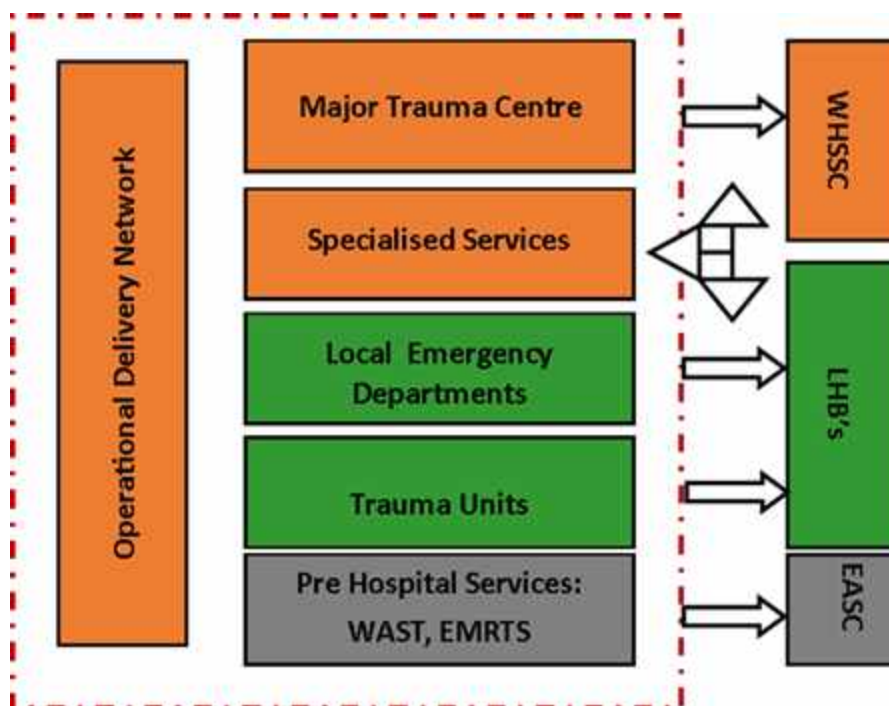 Operational Delivery Network
Major Trauma Centre
Specialised Services
Local Emergency
Departments
Trauma Units
Pre Hospital Services:
WAST, EMRTS
WHSSC
LHB's
EASC